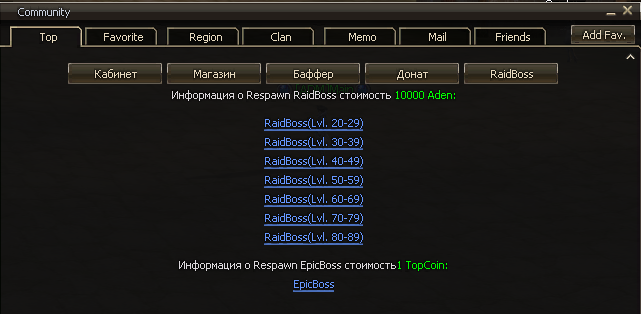 Community
Top Favorite Region Clan Memo Mail Friends Add Fav.
Кабинет Магазин Баффер Донат RaidBoss
Информация о Respawn RaidBoss стоимость 10000 Aden:
RaidBoss(Lvl. 20-29)
RaidBoss(Lvl. 30-39)
RaidBoss(Lvl. 40-49)
RaidBoss(Lvl. 50-59)
RaidBoss(Lvl. 60-69)
RaidBoss(Lvl. 70-79)
RaidBoss(Lvl. 80-89)
Информация о Respawn EpicBoss стоимость1 TopCoin:
EpicBoss